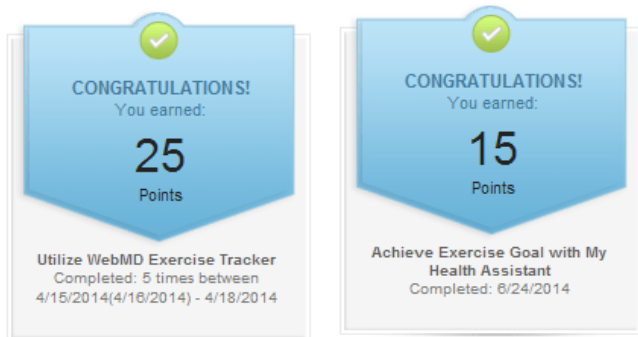 CONGRATULATIONS!
You earned:
25
Points
Utilize WebMD Exercise Tracker
Completed: 5 times between
4/15/2014(4/16/2014) - 4/18/2014
CONGRATULATIONS!
You earned:
15
Points
Achieve Exercise Goal with My
Health Assistant
Completed: 6/24/2014